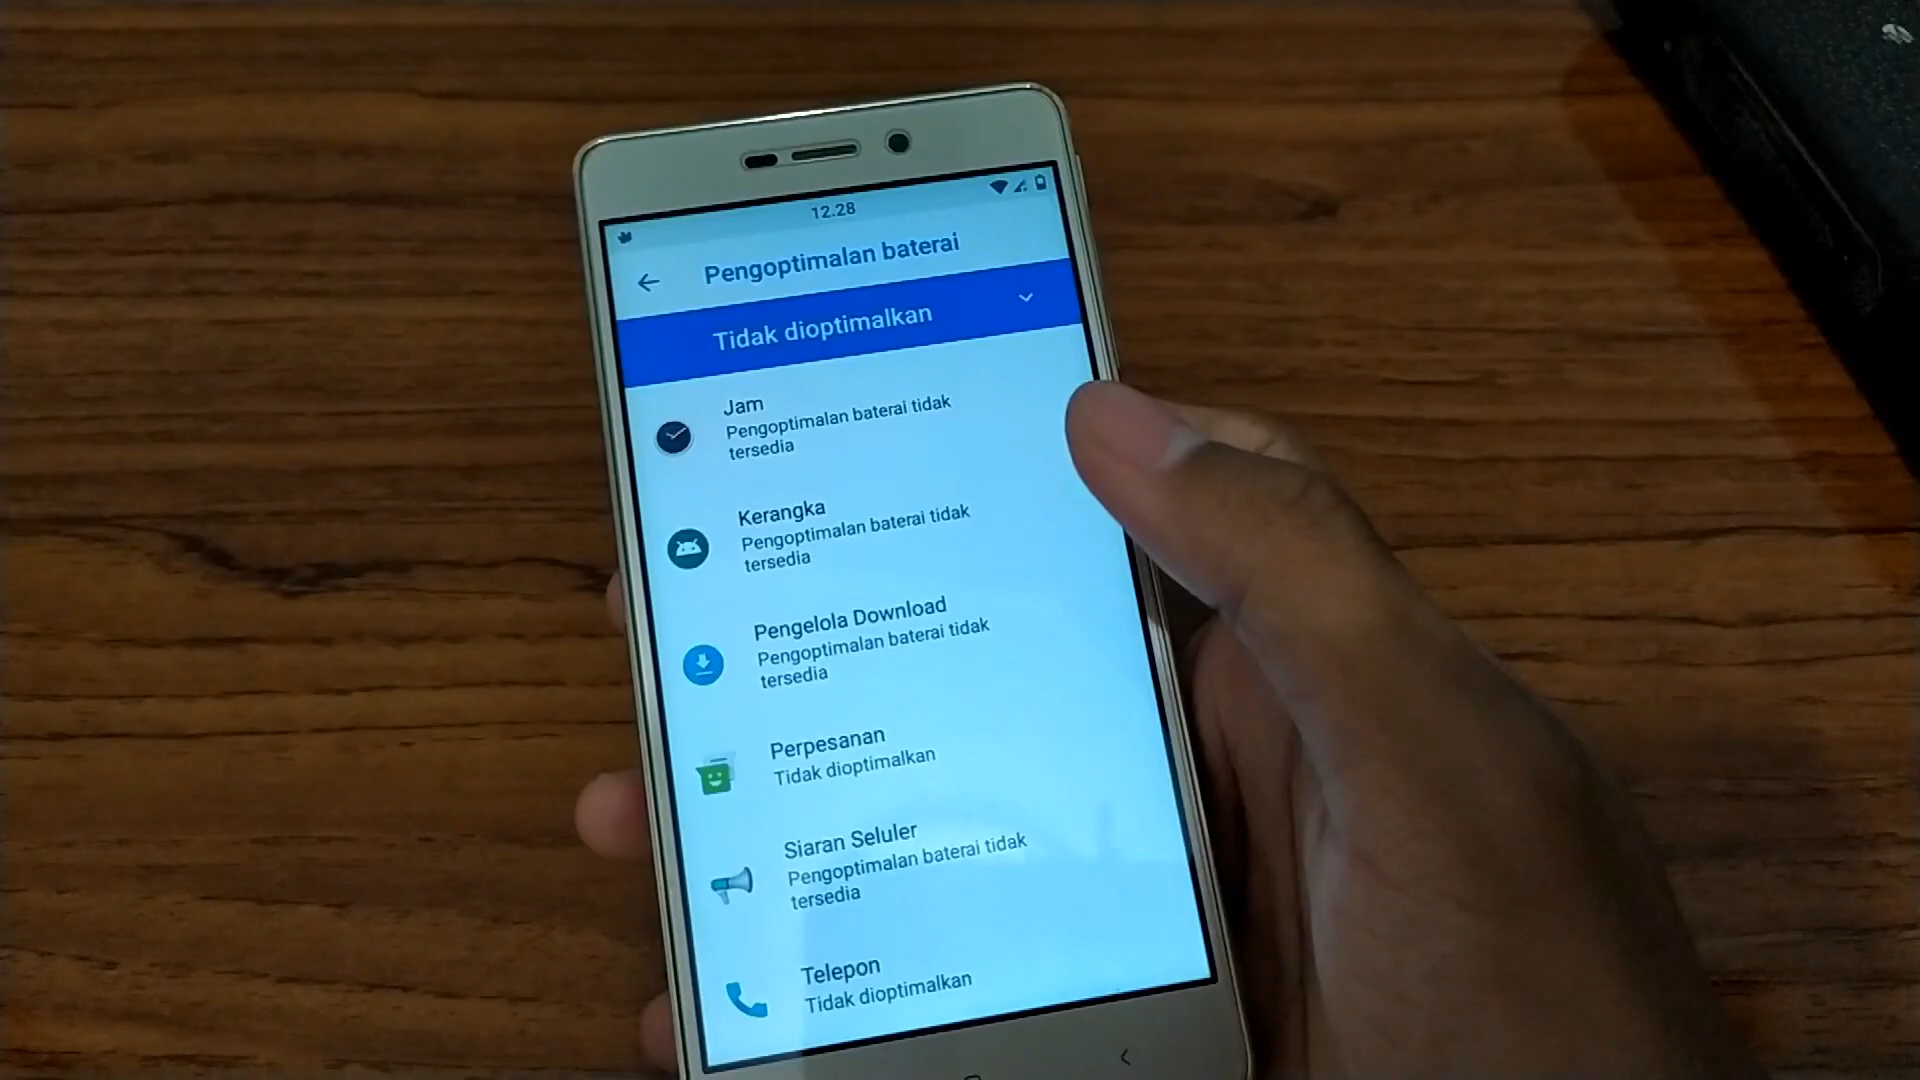 12.28
Pengoptimalan baterai
Tidak dioptimalkan
Jam
Pengoptimalan baterai tidak
tersedia
Kerangka
Pengoptimalan baterai tidak
tersedia
Pengelola Download
Pengoptimalan baterai tidak
tersedia
Perpesanan
Tidak dioptimalkan
Siaran Seluler
Pengoptimalan baterai tidak
tersedia
Telepon
Tidak dioptimalkan